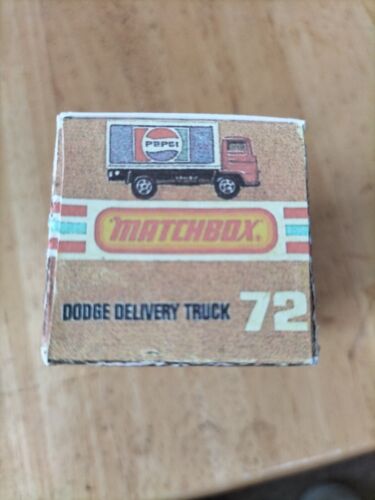 PEPSI
"MATCHBOX"
DODGE DELIVERY TRUCK 72